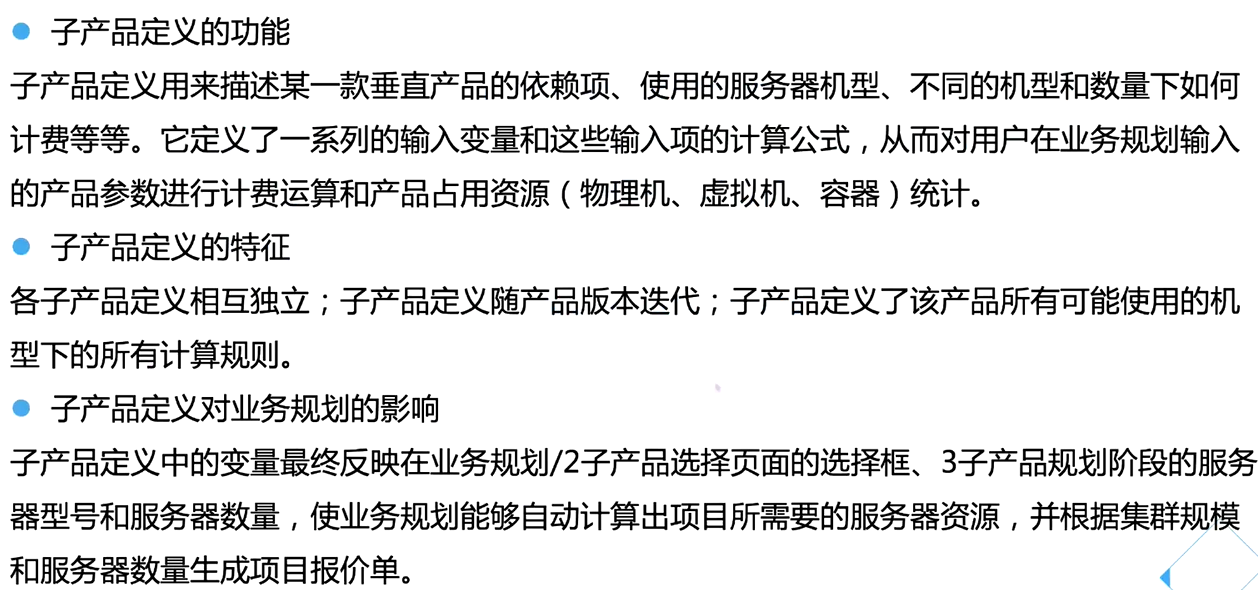 ● 子产品定义的功能
子产品定义用来描述某一款垂直产品的依赖项、使用的服务器机型、不同的机型和数量下如何
计费等等。它定义了一系列的输入变量和这些输入项的计算公式，从而对用户在业务规划输入
的产品参数进行计费运算和产品占用资源（物理机、虚拟机、容器）统计。
● 子产品定义的特征
各子产品定义相互独立；子产品定义随产品版本迭代；子产品定义了该产品所有可能使用的机
型下的所有计算规则。
● 子产品定义对业务规划的影响
子产品定义中的变量最终反映在业务规划/2子产品选择页面的选择框、3子产品规划阶段的服务
器型号和服务器数量，使业务规划能够自动计算出项目所需要的服务器资源，并根据集群规模
和服务器数量生成项目报价单。